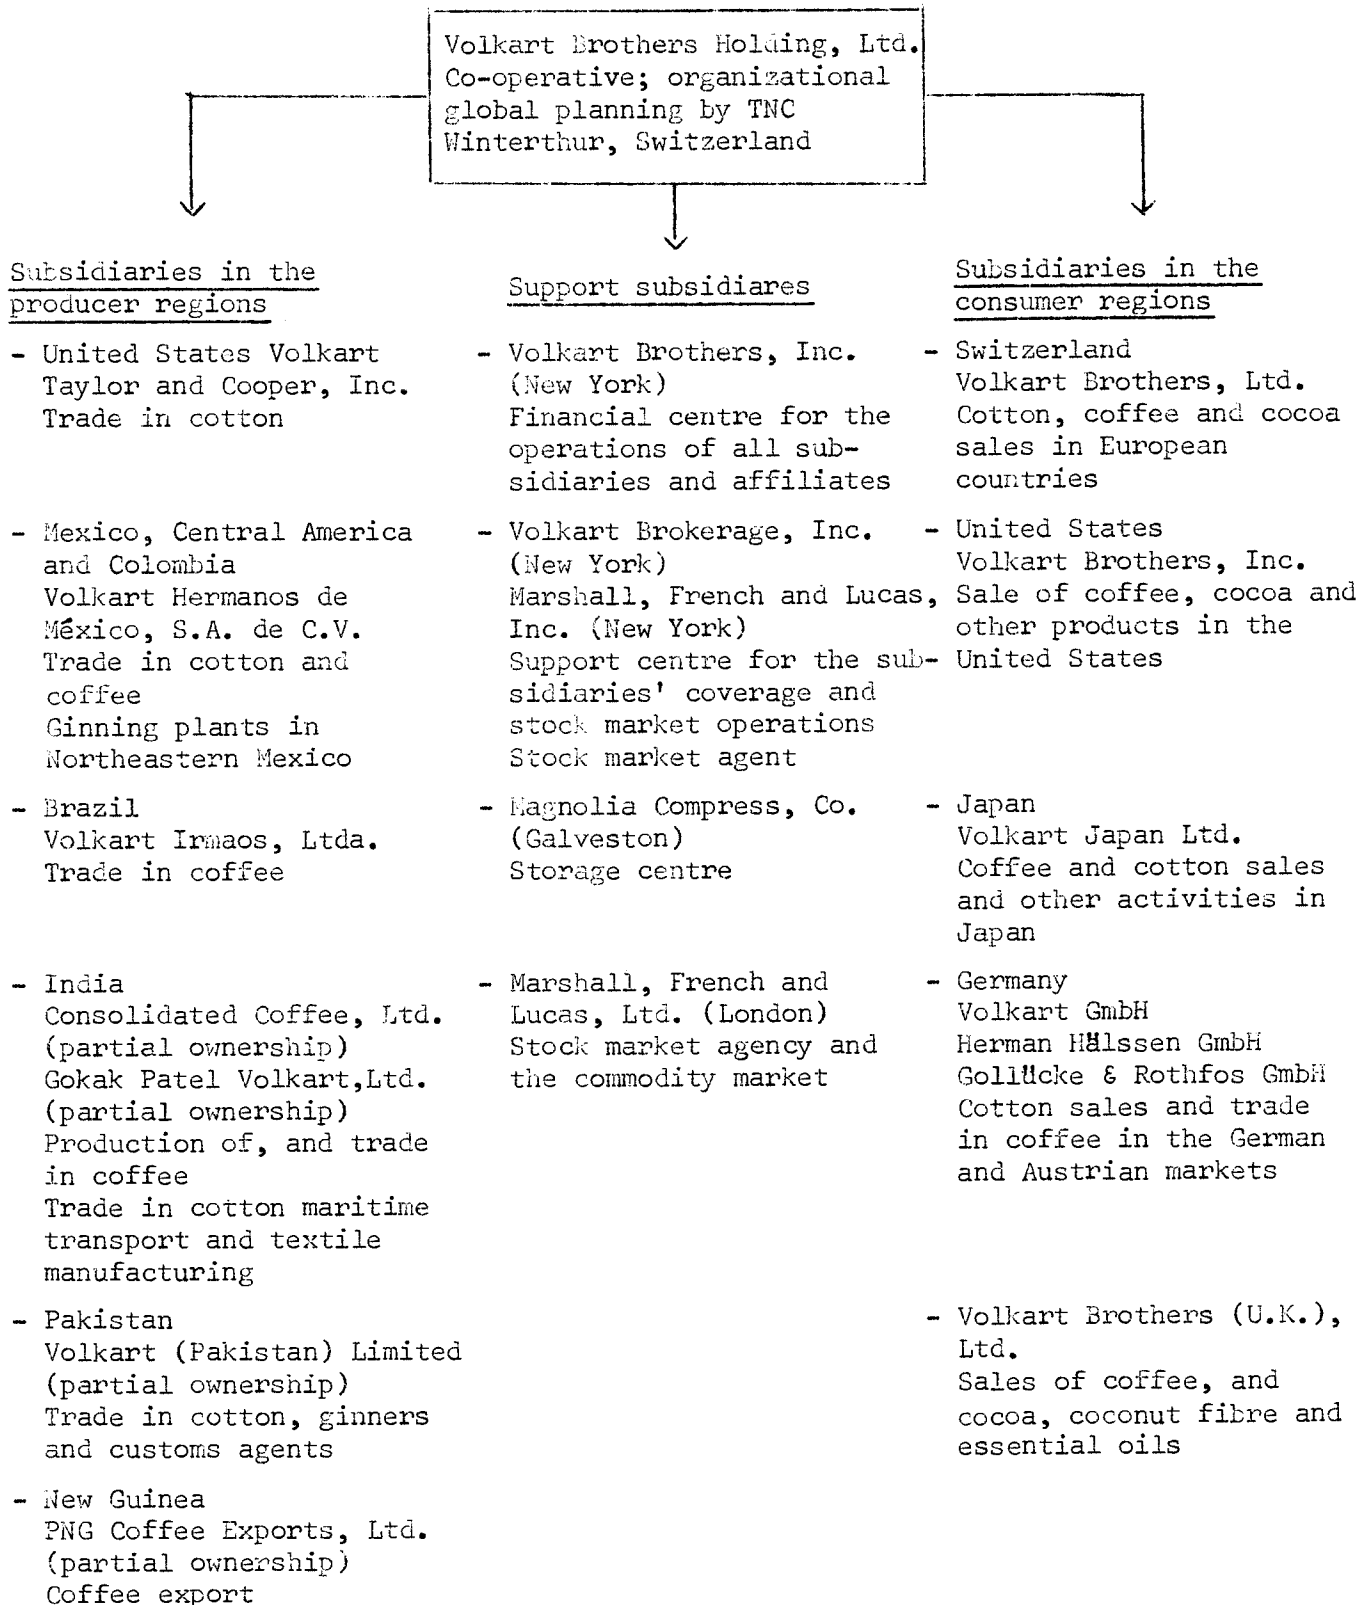 Volkart Brothers Holding, Ltd.
Co-operative; organizational
global planning by TNC
Winterthur, Switzerland
Subsidiaries in the
producer regions
- United States Volkart
Taylor and Cooper, Inc.
Trade in cotton
- Mexico, Central America
and Colombia
Volkart Hermanos de
México, S.A. de C.V.
Trade in cotton and
coffee
Ginning plants in
Northeastern Mexico
- Brazil
Volkart Irmaos, Ltda.
Trade in coffee
- India
Consolidated Coffee, Ltd.
(partial ownership)
Gokak Patel Volkart,Ltd.
(partial ownership)
Production of, and trade
in coffee
Trade in cotton maritime
transport and textile
manufacturing
- Pakistan
Volkart (Pakistan) Limited
(partial ownership)
Trade in cotton, ginners
and customs agents
- New Guinea
PNG Coffee Exports, Ltd.
(partial ownership)
Coffee export
Support subsidiares
- Volkart Brothers, Inc.
(New York)
Financial centre for the
operations of all sub-
sidiaries and affiliates
- Volkart Brokerage, Inc.
(New York)
Marshall, French and Lucas,
Inc. (New York)
Support centre for the sub-
sidiaries' coverage and
stock market operations
Stock market agent
- Magnolia Compress, Co.
(Galveston)
Storage centre
- Marshall, French and
Lucas, Ltd. (London)
Stock market agency and
the commodity market
Subsidiaries in the
consumer regions
- Switzerland
Volkart Brothers, Ltd.
Cotton, coffee and cocoa
sales in European
countries
- United States
Volkart Brothers, Inc.
Sale of coffee, cocoa and
other products in the
United States
- Japan
Volkart Japan Ltd.
Coffee and cotton sales
and other activities in
Japan
- Germany
Volkart GmbH
Herman Hälssen GmbH
Gollücke & Rothfos GmbH
Cotton sales and trade
in coffee in the German
and Austrian markets
- Volkart Brothers (U.K.),
Ltd.
Sales of coffee, and
cocoa, coconut fibre and
essential oils